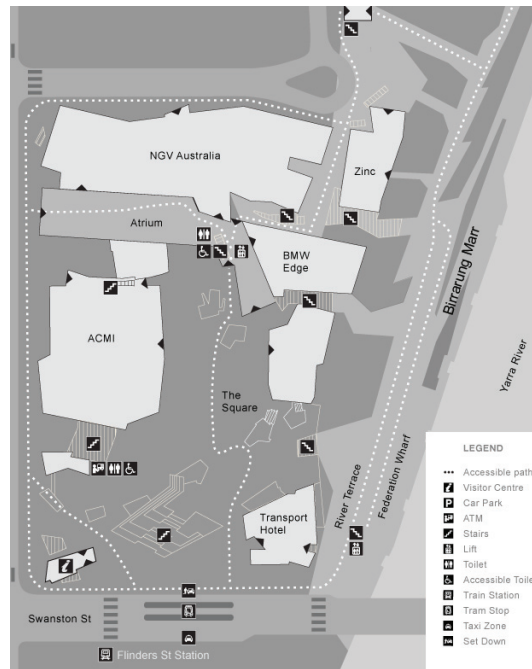 NGV Australia
Zinc
Atrium
BMW
Edge
Birrarung Marr
ACMI
Yarra River
The
Square
LEGEND
Accessible path
Visitor Centre
Car Park
P
ATM
Stairs
Lift
Toilet
Accessible Toile
Train Station
Tram Stop
Taxi Zone
Set Down
River Terrace
Federation Wharf
Transport
Hotel
Swanston St
Flinders St Station